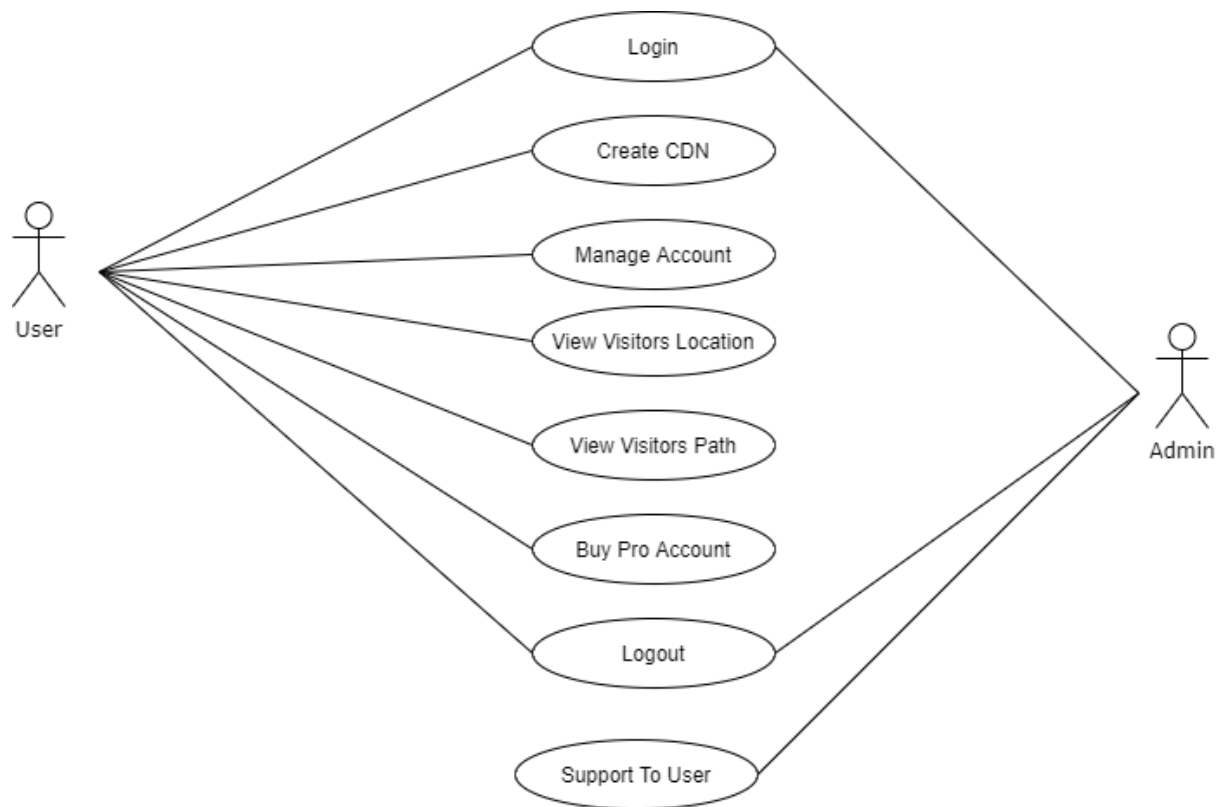 Login
Create CDN
Manage Account
User
View Visitors Location
View Visitors Path
Admin
Buy Pro Account
Logout
Support To User